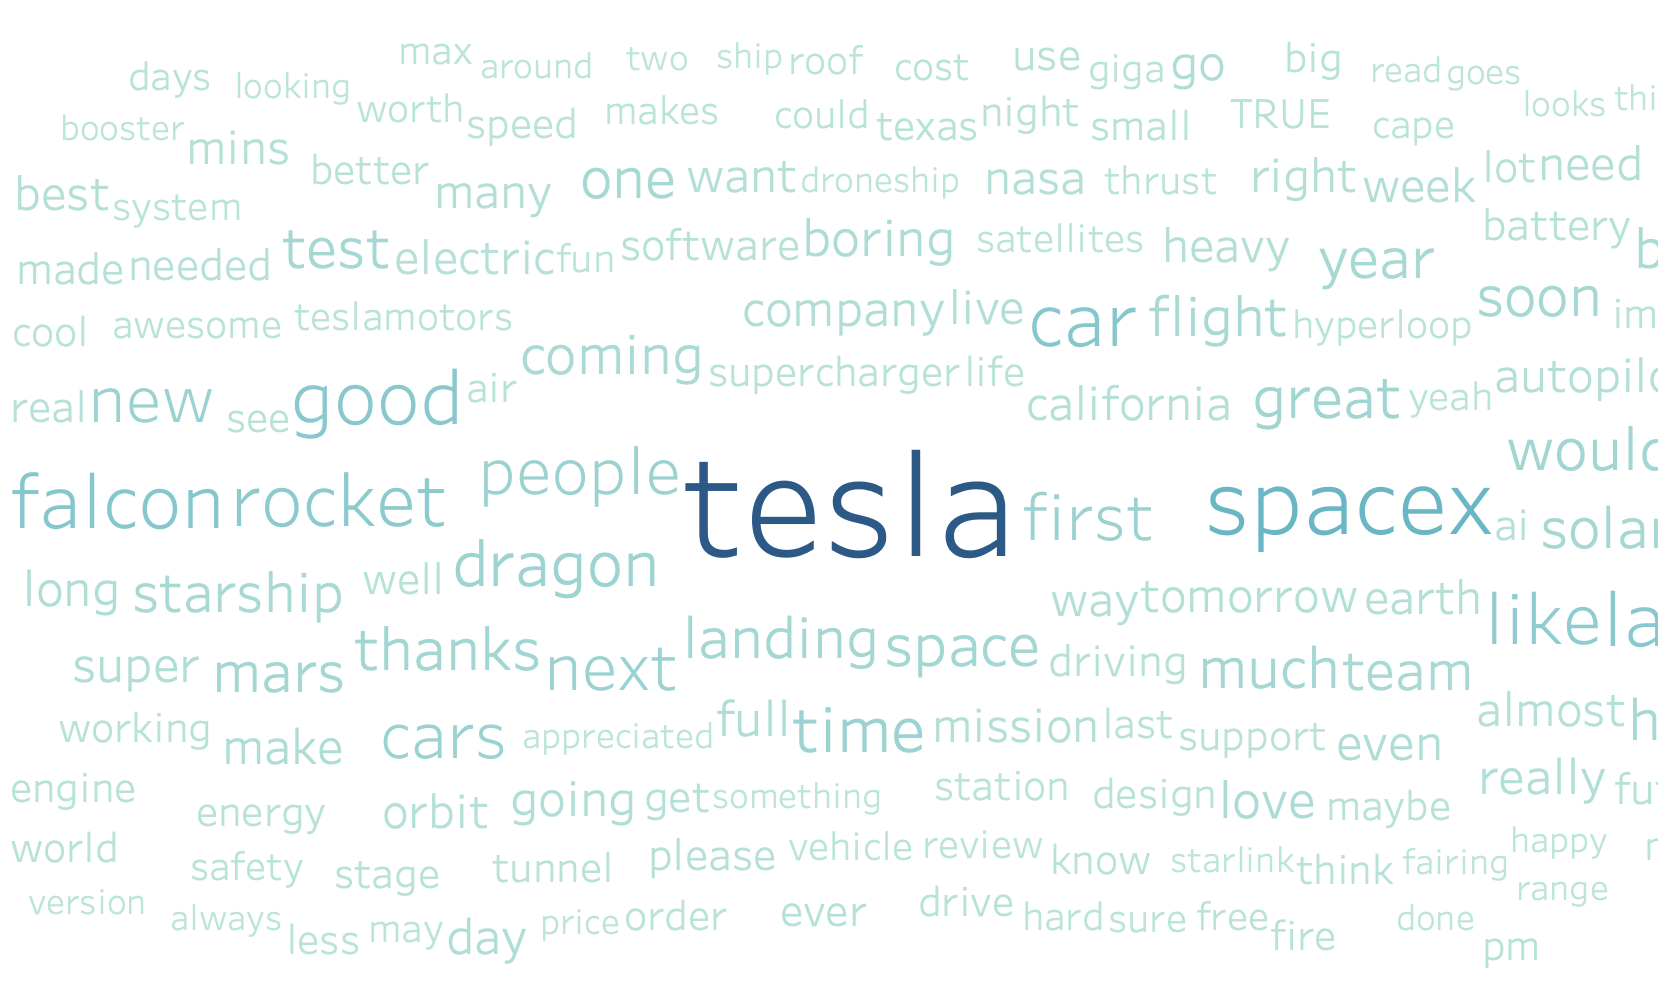 max around two ship roof cost use giga go big read goes
days looking worth speed makes could texas night small TRUE cape looks thi
booster mins better many one want droneship nasa thrust right week lot need
best system test electric fun software boring satellites heavy year battery b
made needed company live car flight hyperloop soon im
cool awesome teslamotors coming supercharger life california great yeah autopilo
real new see good air
falcon rocket people tesla first spacex ai solar would
long starship well dragon way tomorrow earth like la
super mars thanks next landing space driving much team
working make cars appreciated full time mission last support even almost h
engine energy orbit going get something station design love maybe really fut
world safety stage tunnel please vehicle review know starlink think fairing happy
version always less may day price order ever drive hard sure free fire done range
pm